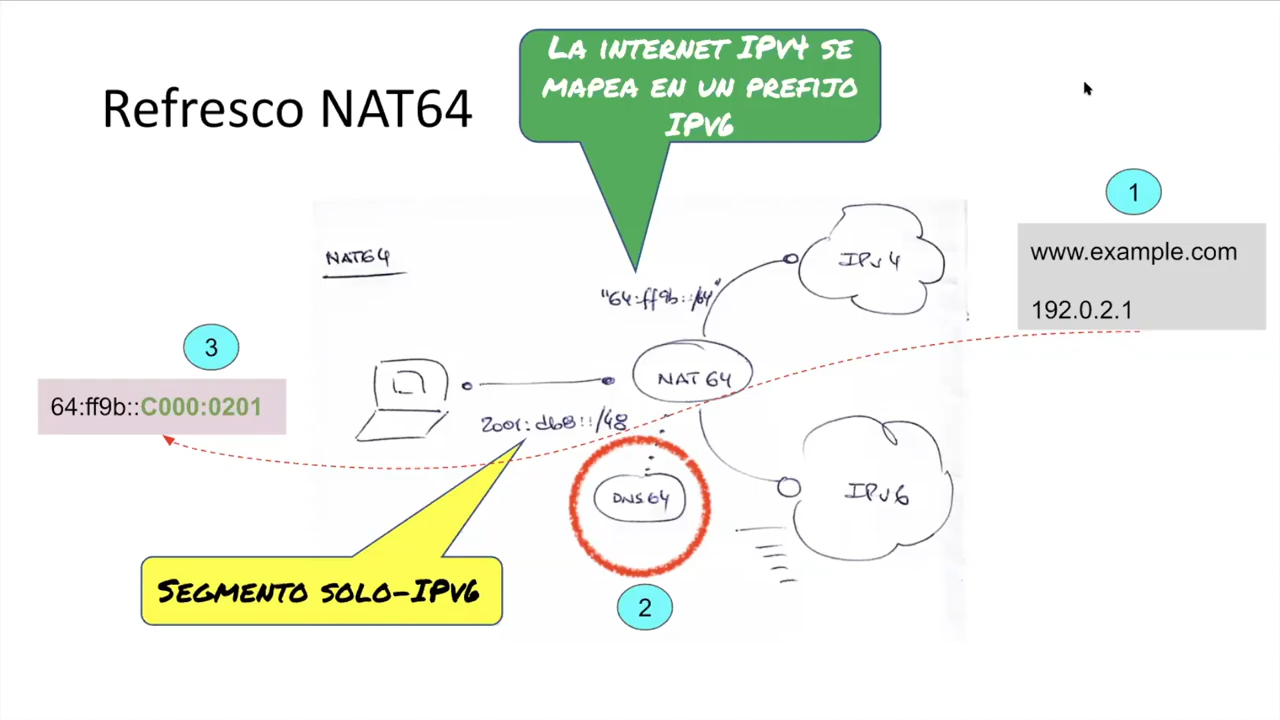 LA INTERNET IPV4 SE
MAPEA EN UN PREFIJO
IPV6
Refresco NAT64
1
www.example.com
192.0.2.1
NAT64
IPv4
"64:ff9b::/64"
3
64:ff9b::C000:0201
NAT 64
2001:db8::/48
DNS64
IPv6
SEGMENTO SOLO-IPV6
2